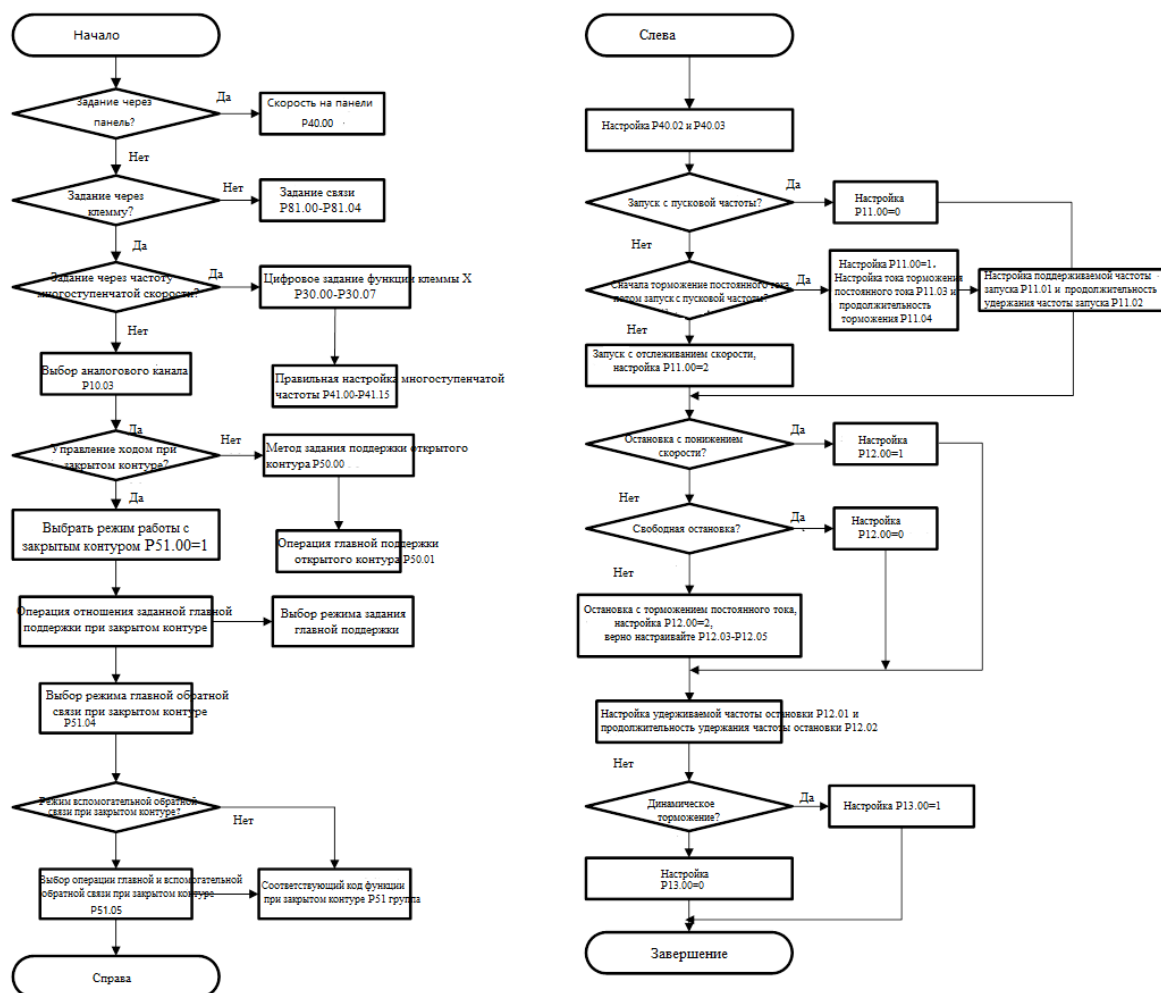 Начало
Задание через
панель?
Да
Скорость на панели
P40.00
Нет
Задание через
клемму?
Нет
Задание связи
P81.00-P81.04
Да
Задание через частоту
многоступенчатой скорости?
Да
Цифровое задание функции клеммы X
P30.00-P30.07
Нет
Выбор аналогового канала
P10.03
Правильная настройка многоступенчатой
частоты P41.00-P41.15
Да
Управление ходом при
закрытом контуре?
Нет
Метод задания поддержки открытого
контура P50.00
Да
Выбрать режим работы с
закрытым контуром P51.00=1
Операция главной поддержки
открытого контура P50.01
Операция отношения заданной главной
поддержки при закрытом контуре
Выбор режима задания
главной поддержки
Выбор режима главной обратной
связи при закрытом контуре
P51.04
Режим вспомогательной обратной
связи при закрытом контуре?
Нет
Выбор операции главной и вспомогательной
обратной связи при закрытом контуре
P51.05
Соответствующий код функции
при закрытом контуре P51 группа
Справа
Слева
Настройка P40.02 и P40.03
Запуск с пусковой частоты?
Да
Настройка
P11.00=0
Нет
Сначала торможение постоянного тока,
потом запуск с пусковой частоты?
Да
Настройка P11.00=1.
Настройка тока торможения
постоянного тока P11.03 и
продолжительность
торможения P11.04
Настройка поддерживаемой частоты
запуска P11.01 и продолжительность
удержания частоты запуска P11.02
Нет
Запуск с отслеживанием скорости,
настройка P11.00=2
Остановка с понижением
скорости?
Да
Настройка
P12.00=1
Нет
Свободная остановка?
Да
Настройка
P12.00=0
Нет
Остановка с торможением постоянного тока,
настройка P12.00=2,
верно настраивайте P12.03-P12.05
Настройка удерживаемой частоты остановки P12.01 и
продолжительность удержания частоты остановки P12.02
Нет
Динамическое
торможение?
Да
Настройка P13.00=1
Настройка
P13.00=0
Завершение